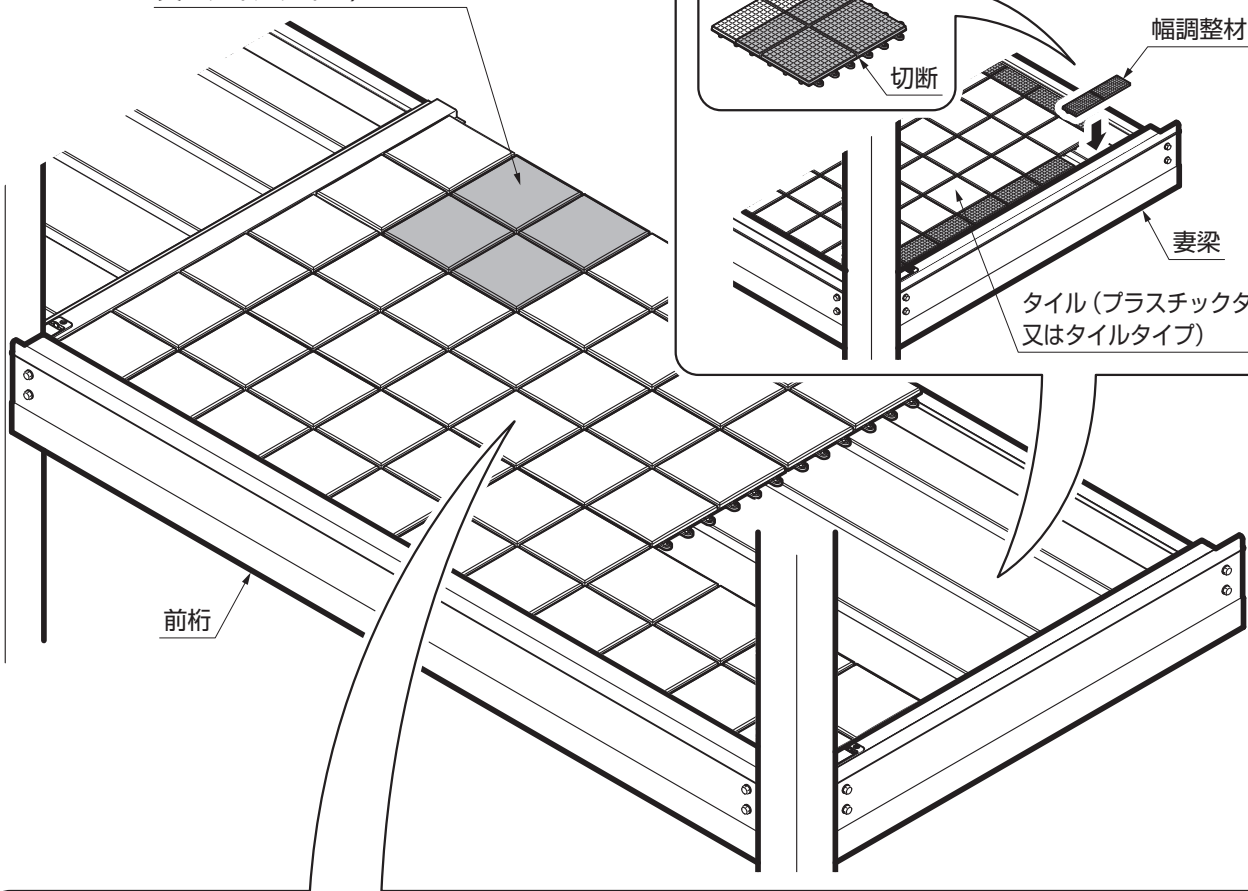 幅調整材
切断
妻梁
タイル（プラスチックタ
又はタイルタイプ）
前桁